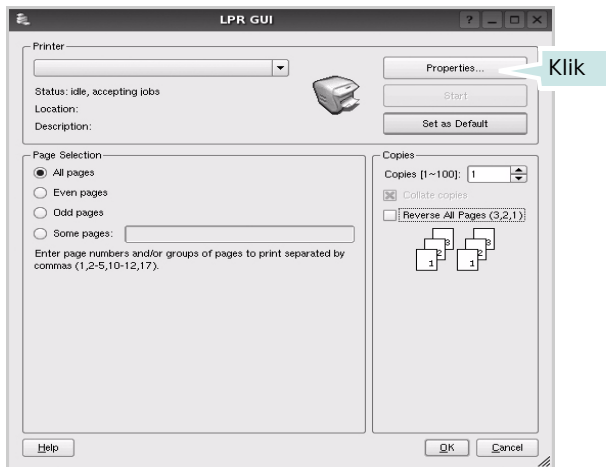 LPR GUI
Printer
Properties...
Klik
Status: idle, accepting jobs
Start
Location:
Description:
Set as Default
Page Selection
Copies
All pages
Copies [1~100]: 1
Even pages
Collate copies
Odd pages
Reverse All Pages (3,2,1)
Some pages:
Enter page numbers and/or groups of pages to print separated by
commas (1,2-5,10-12,17).
3 3
2 2
1 1
Help
OK
Cancel